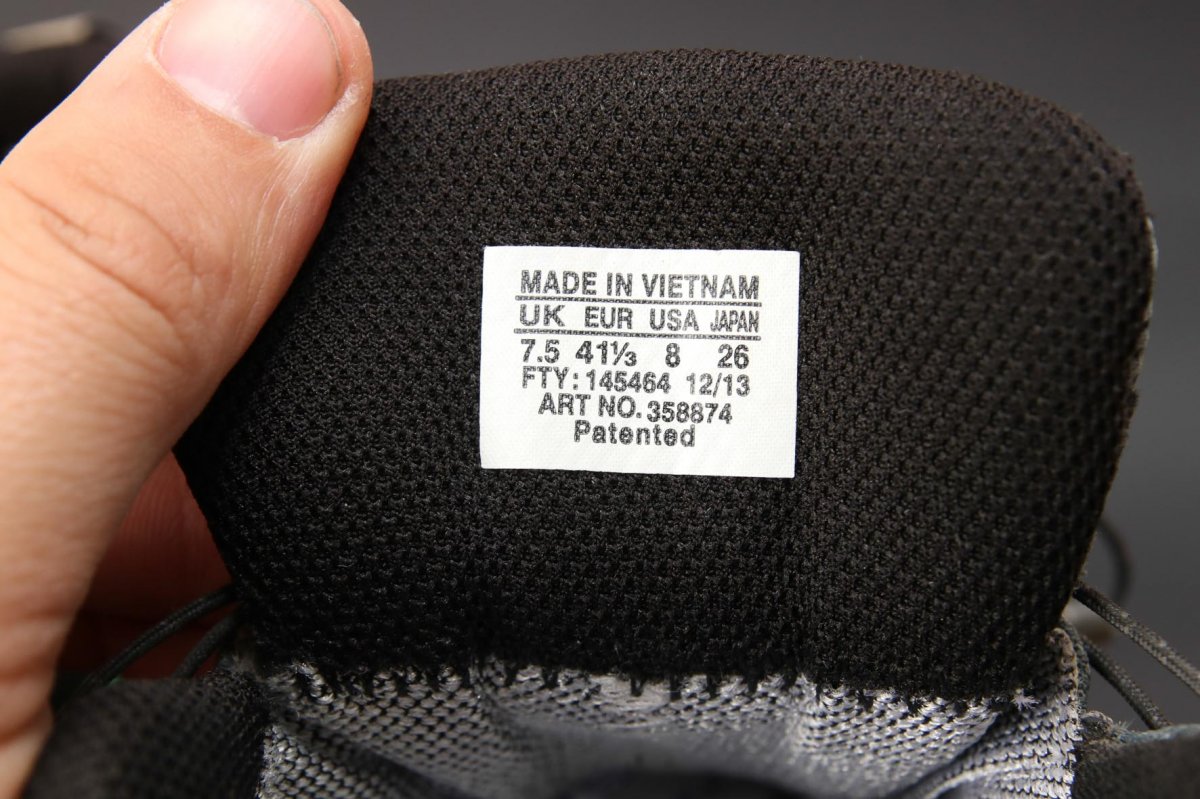 MADE IN VIETNAM
UK EUR USA JAPAN
7.5 41⅓ 8 26
FTY: 145464 12/13
ART NO. 358874
Patented